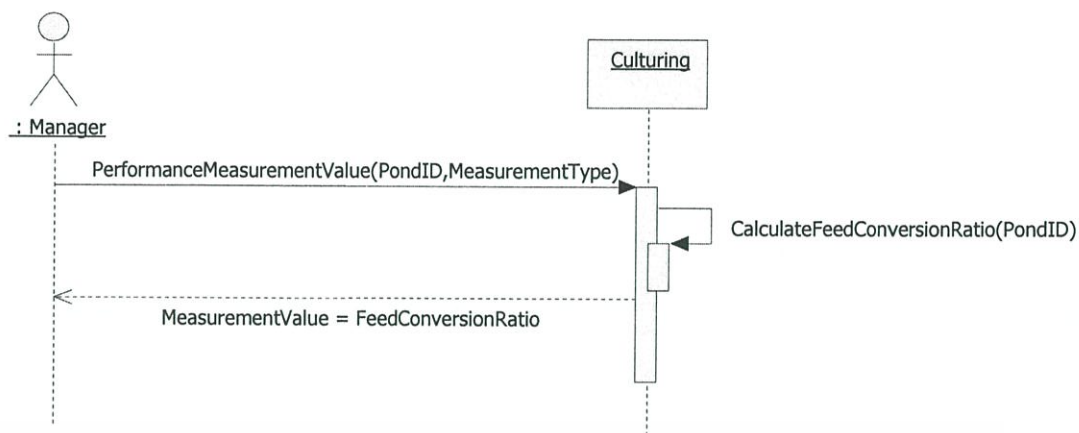 Culturing
: Manager
PerformanceMeasurementValue(PondID,MeasurementType)
CalculateFeedConversionRatio(PondID)
MeasurementValue = FeedConversionRatio